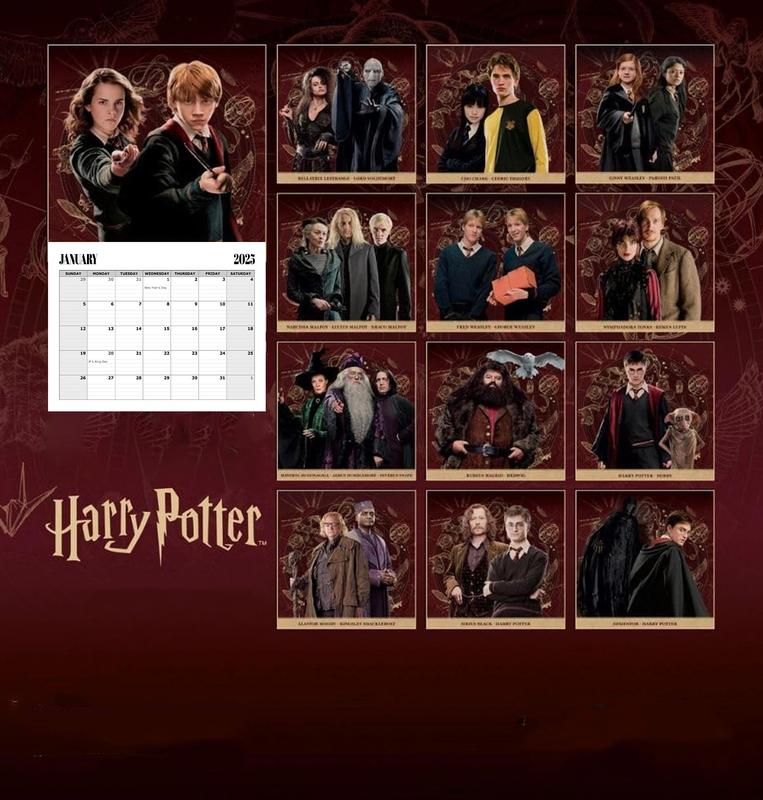 JANUARY 2025
SUNDAY MONDAY TUESDAY WEDNESDAY THURSDAY FRIDAY SATURDAY
29 30 31 1 2 3 4
New Year's Day
5 6 7 8 9 10 11
12 13 14 15 16 17 18
19 20 21 22 23 24 25
26 27 28 29 30 31 1
BELLATRIX LESTRANGE · LORD VOLDEMORT
CHO CHANG · CEDRIC DIGGORY
GINNY WEASLEY · PARVATI PATIL
NARCISSA MALFOY · LUCIUS MALFOY · DRACO MALFOY
FRED WEASLEY · GEORGE WEASLEY
NYMPHADORA TONKS · REMUS LUPIN
MINERVA MCGONAGALL · ALBUS DUMBLEDORE · SEVERUS SNAPE
RUBEUS HAGRID · HEDWIG
HARRY POTTER · DOBBY
Harry Potter™
ALASTOR MOODY · KINGSLEY SHACKLEBOLT
SIRIUS BLACK · HARRY POTTER
DEMENTOR · HARRY POTTER